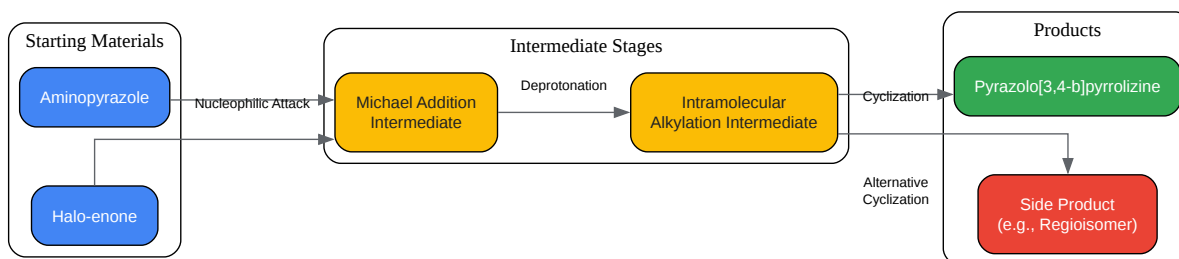 Starting Materials
Aminopyrazole
Halo-enone
Nucleophilic Attack
Intermediate Stages
Michael Addition
Intermediate
Deprotonation
Intramolecular
Alkylation Intermediate
Cyclization
Alternative
Cyclization
Products
Pyrazolo[3,4-b]pyrrolizine
Side Product
(e.g., Regioisomer)